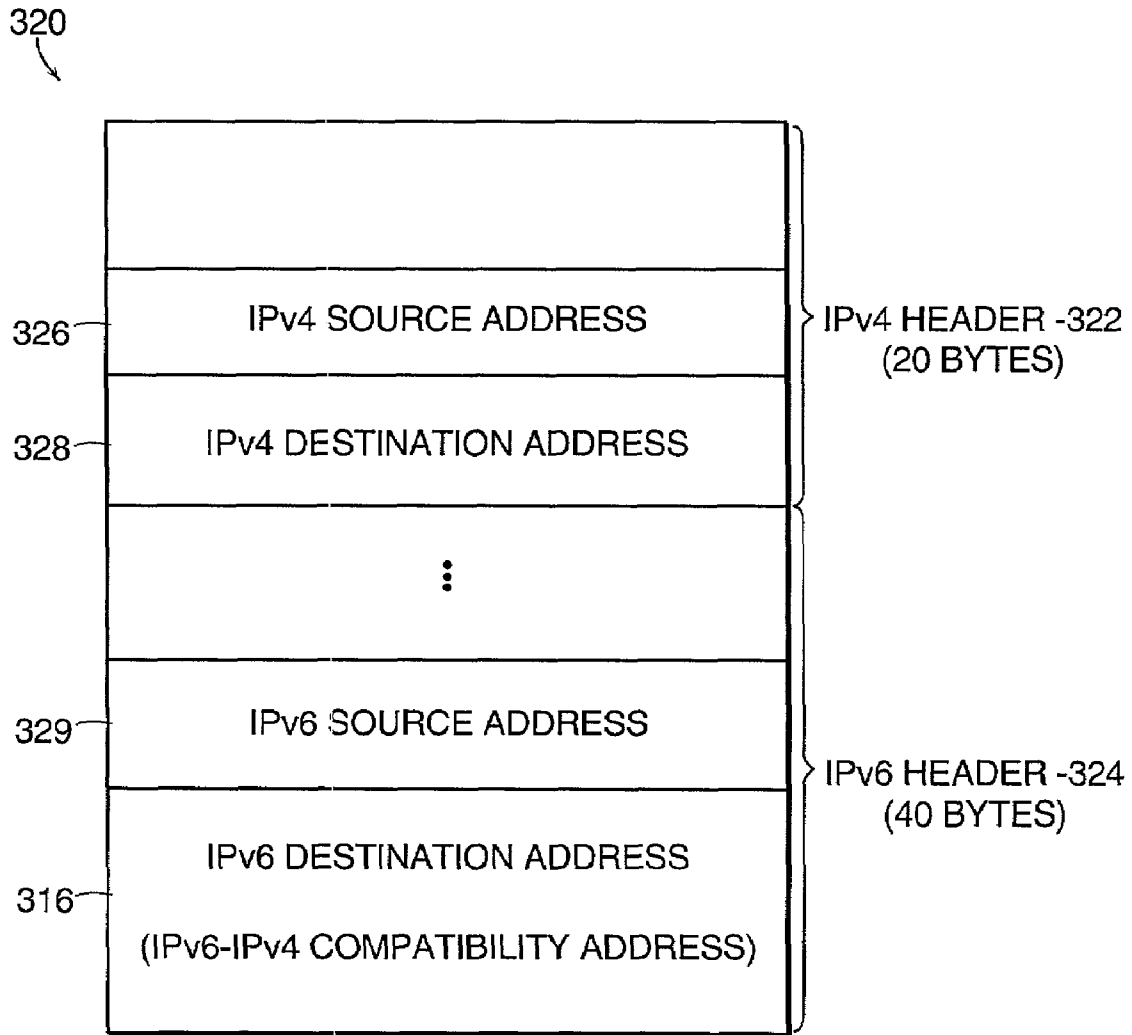 320
326
IPv4 SOURCE ADDRESS
IPv4 HEADER -322
(20 BYTES)
328
IPv4 DESTINATION ADDRESS
329
IPv6 SOURCE ADDRESS
IPv6 HEADER -324
(40 BYTES)
316
IPv6 DESTINATION ADDRESS
(IPv6-IPv4 COMPATIBILITY ADDRESS)